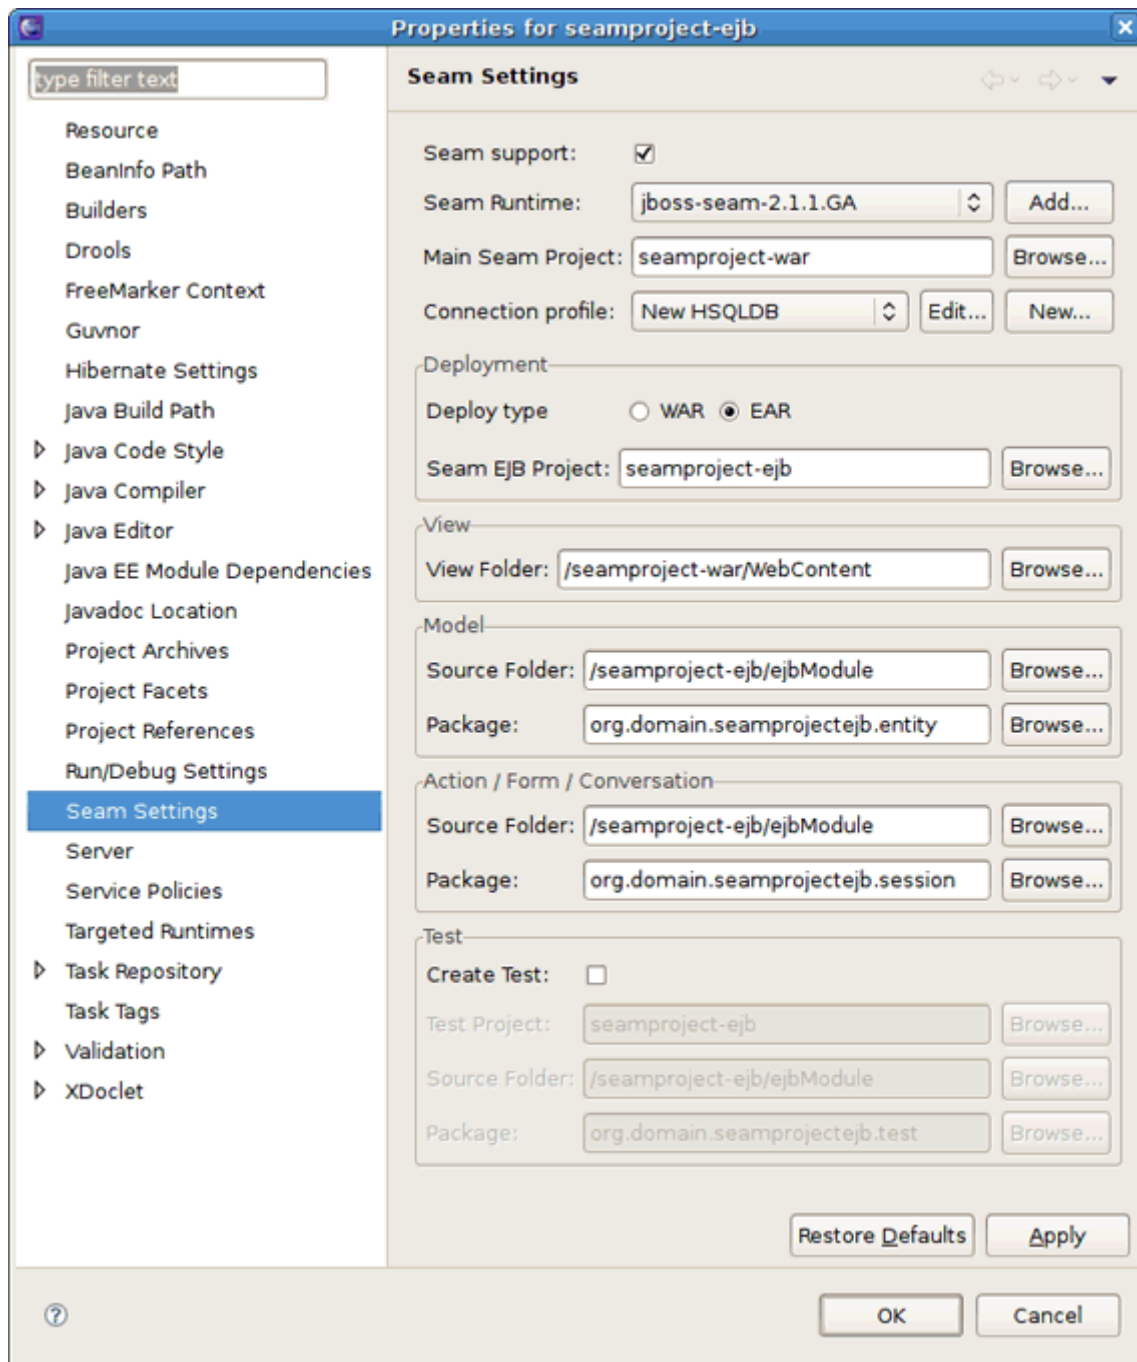 Properties for seamproject-ejb
type filter text
Resource
BeanInfo Path
Builders
Drools
FreeMarker Context
Guvnor
Hibernate Settings
Java Build Path
Java Code Style
Java Compiler
Java Editor
Java EE Module Dependencies
Javadoc Location
Project Archives
Project Facets
Project References
Run/Debug Settings
Seam Settings
Server
Service Policies
Targeted Runtimes
Task Repository
Task Tags
Validation
XDoclet
Seam Settings
Seam support:
Seam Runtime: jboss-seam-2.1.1.GA Add...
Main Seam Project: seamproject-war Browse...
Connection profile: New HSQLDB Edit... New...
Deployment
Deploy type WAR EAR
Seam EJB Project: seamproject-ejb Browse...
View
View Folder: /seamproject-war/WebContent Browse...
Model
Source Folder: /seamproject-ejb/ejbModule Browse...
Package: org.domain.seamprojectejb.entity Browse...
Action / Form / Conversation
Source Folder: /seamproject-ejb/ejbModule Browse...
Package: org.domain.seamprojectejb.session Browse...
Test
Create Test:
Test Project: seamproject-ejb Browse...
Source Folder: /seamproject-ejb/ejbModule Browse...
Package: org.domain.seamprojectejb.test Browse...
Restore Defaults Apply
? OK Cancel